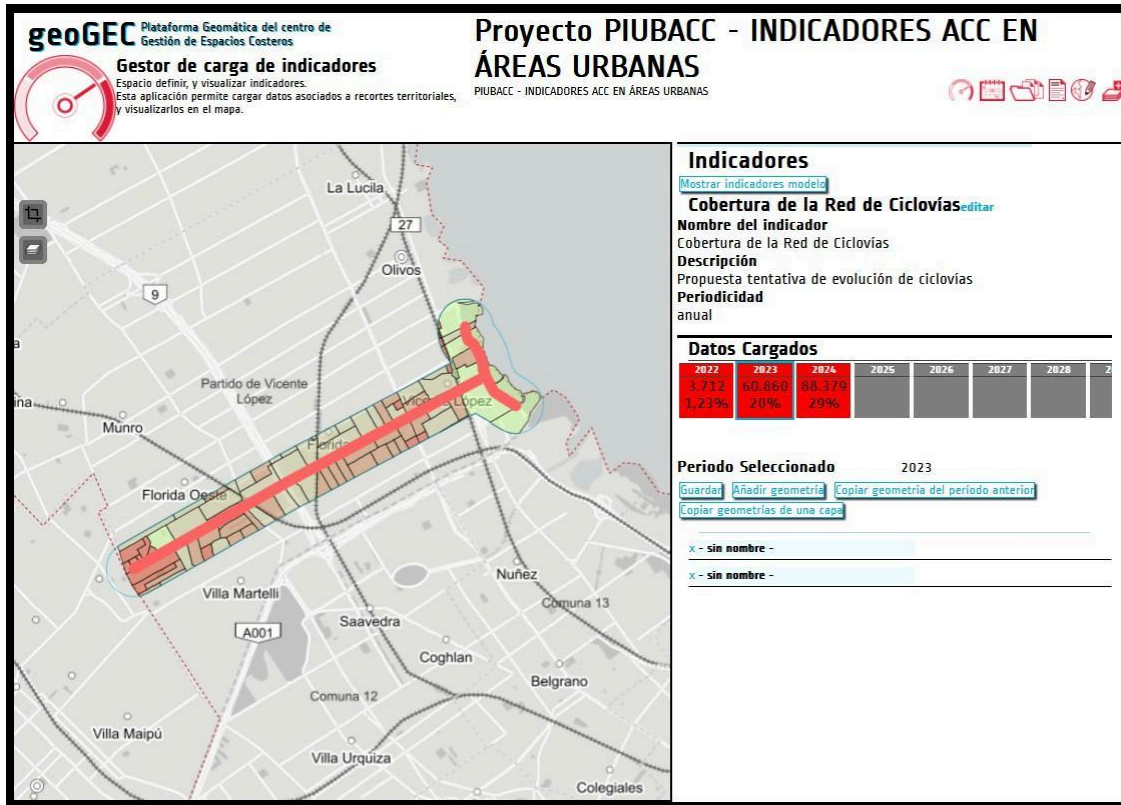 geoGEC
Plataforma Geomática del centro de
Gestión de Espacios Costeros
Gestor de carga de indicadores
Espacio definir, y visualizar indicadores.
Esta aplicación permite cargar datos asociados a recortes territoriales,
y visualizarlos en el mapa.
Proyecto PIUBACC - INDICADORES ACC EN
ÁREAS URBANAS
PIUBACC - INDICADORES ACC EN ÁREAS URBANAS
La Lucila
27
Olivos
9
Partido de Vicente
López
Vicente López
Munro
Florida
Florida Oeste
Villa Martelli
Nuñez
Comuna 13
A001
Saavedra
Coghlan
Belgrano
Comuna 12
Villa Maipú
Villa Urquiza
Colegiales
Indicadores
Mostrar indicadores modelo
Cobertura de la Red de Ciclovías editar
Nombre del indicador
Cobertura de la Red de Ciclovías
Descripción
Propuesta tentativa de evolución de ciclovías
Periodicidad
anual
Datos Cargados
2022 2023 2024 2025 2026 2027 2028 2
3.712 60.860 88.379
1,23% 20% 29%
Periodo Seleccionado 2023
Guardar Añadir geometría Copiar geometría del período anterior
Copiar geometrías de una capa
x - sin nombre -
x - sin nombre -